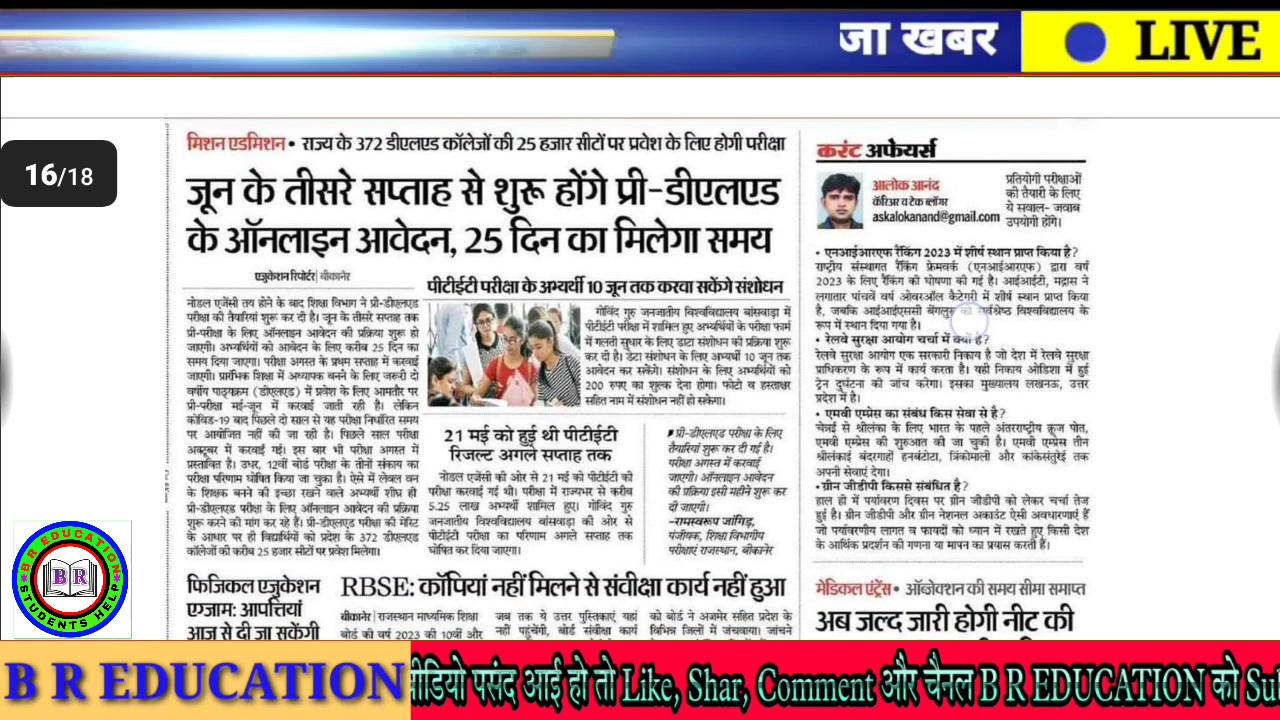 जा खबर
LIVE
16/18
मिशन एडमिशन • राज्य के 372 डीएलएड कॉलेजों की 25 हजार सीटों पर प्रवेश के लिए होगी परीक्षा
जून के तीसरे सप्ताह से शुरू होंगे प्री-डीएलएड
के ऑनलाइन आवेदन, 25 दिन का मिलेगा समय
एजुकेशन रिपोर्टर| बीकानेर
नोडल एजेंसी तय होने के बाद शिक्षा विभाग ने प्री-डीएलएड
परीक्षा की तैयारियां शुरू कर दी है। जून के तीसरे सप्ताह तक
प्री-परीक्षा के लिए ऑनलाइन आवेदन की प्रक्रिया शुरू हो
जाएगी। अभ्यर्थियों को आवेदन के लिए करीब 25 दिन का
समय दिया जाएगा। परीक्षा अगस्त के प्रथम सप्ताह में करवाई
जाएगी। प्रारंभिक शिक्षा में अध्यापक बनने के लिए जरूरी दो
वर्षीय पाठ्यक्रम (डीएलएड) में प्रवेश के लिए आमतौर पर
प्री-परीक्षा मई-जून में करवाई जाती रही है। लेकिन
कोविड-19 बाद पिछले दो साल से यह परीक्षा निर्धारित समय
पर आयोजित नहीं की जा रही है। पिछले साल परीक्षा
अक्टूबर में करवाई गई। इस बार भी परीक्षा अगस्त में
प्रस्तावित है। उधर, 12वीं बोर्ड परीक्षा के तीनों संकाय का
परीक्षा परिणाम घोषित किया जा चुका है। ऐसे में लेवल वन
के शिक्षक बनने की इच्छा रखने वाले अभ्यर्थी शीघ्र ही
प्री-डीएलएड परीक्षा के लिए ऑनलाइन आवेदन की प्रक्रिया
शुरू करने की मांग कर रहे हैं। प्री-डीएलएड परीक्षा की मेरिट
के आधार पर ही विद्यार्थियों को प्रदेश के 372 डीएलएड
कॉलेजों की करीब 25 हजार सीटों पर प्रवेश मिलेगा।
पीटीईटी परीक्षा के अभ्यर्थी 10 जून तक करवा सकेंगे संशोधन
गोविंद गुरु जनजातीय विश्वविद्यालय बांसवाड़ा में
पीटीईटी परीक्षा में शामिल हुए अभ्यर्थियों के परीक्षा फार्म
में गलती सुधार के लिए डाटा संशोधन की प्रक्रिया शुरू
कर दी है। डेटा संशोधन के लिए अभ्यर्थी 10 जून तक
आवेदन कर सकेंगे। संशोधन के लिए अभ्यर्थियों को
200 रुपए का शुल्क देना होगा। फोटो व हस्ताक्षर
सहित नाम में संशोधन नहीं हो सकेगा।
21 मई को हुई थी पीटीईटी
रिजल्ट अगले सप्ताह तक
नोडल एजेंसी की ओर से 21 मई को पीटीईटी की
परीक्षा करवाई गई थी। परीक्षा में राज्यभर से करीब
5.25 लाख अभ्यर्थी शामिल हुए। गोविंद गुरु
जनजातीय विश्वविद्यालय बांसवाड़ा की ओर से
पीटीईटी परीक्षा का परिणाम अगले सप्ताह तक
घोषित कर दिया जाएगा।
प्री-डीएलएड परीक्षा के लिए
तैयारियां शुरू कर दी गई है।
परीक्षा अगस्त में करवाई
जाएगी। ऑनलाइन आवेदन
की प्रक्रिया इसी महीने शुरू कर
दी जाएगी।
-रामस्वरूप जांगिड़,
पंजीयक, शिक्षा विभागीय
परीक्षाएं राजस्थान, बीकानेर
फिजिकल एजुकेशन
एग्जाम: आपत्तियां
आज से दी जा सकेंगी
RBSE: कॉपियां नहीं मिलने से संवीक्षा कार्य नहीं हुआ
बीकानेर | राजस्थान माध्यमिक शिक्षा
बोर्ड की वर्ष 2023 की 10वीं और
जब तक ये उत्तर पुस्तिकाएं यहां
नहीं पहुंचेगी, बोर्ड संवीक्षा कार्य
को बोर्ड ने अजमेर सहित प्रदेश के
विभिन्न जिलों में जंचवाया। जांचने
करंट अफेयर्स
आलोक आनंद
कॅरिअर व टेक ब्लॉगर
askalokanand@gmail.com
प्रतियोगी परीक्षाओं
की तैयारी के लिए
ये सवाल- जवाब
उपयोगी होंगे।
• एनआईआरएफ रैंकिंग 2023 में शीर्ष स्थान प्राप्त किया है?
राष्ट्रीय संस्थागत रैंकिंग फ्रेमवर्क (एनआईआरएफ) द्वारा वर्ष
2023 के लिए रैंकिंग की घोषणा की गई है। आईआईटी, मद्रास ने
लगातार पांचवें वर्ष ओवरऑल कैटेगरी में शीर्ष स्थान प्राप्त किया
है, जबकि आईआईएससी बेंगलुरु को सर्वश्रेष्ठ विश्वविद्यालय के
रूप में स्थान दिया गया है।
• रेलवे सुरक्षा आयोग चर्चा में क्यों है?
रेलवे सुरक्षा आयोग एक सरकारी निकाय है जो देश में रेलवे सुरक्षा
प्राधिकरण के रूप में कार्य करता है। यही निकाय ओडिशा में हुई
ट्रेन दुर्घटना की जांच करेगा। इसका मुख्यालय लखनऊ, उत्तर
प्रदेश में है।
• एमवी एम्प्रेस का संबंध किस सेवा से है?
चेन्नई से श्रीलंका के लिए भारत के पहले अंतरराष्ट्रीय क्रूज पोत,
एमवी एम्प्रेस की शुरुआत की जा चुकी है। एमवी एम्प्रेस तीन
श्रीलंकाई बंदरगाहों हनबंटोटा, त्रिंकोमाली और कांकेसंतुरेई तक
अपनी सेवाएं देगा।
• ग्रीन जीडीपी किससे संबंधित है?
हाल ही में पर्यावरण दिवस पर ग्रीन जीडीपी को लेकर चर्चा तेज
हुई है। ग्रीन जीडीपी और ग्रीन नेशनल अकाउंट ऐसी अवधारणाएं हैं
जो पर्यावरणीय लागत व फायदों को ध्यान में रखते हुए किसी देश
के आर्थिक प्रदर्शन की गणना या मापन का प्रयास करती हैं।
मेडिकल एंट्रेंस • ऑब्जेक्शन की समय सीमा समाप्त
अब जल्द जारी होगी नीट की
B R EDUCATION
B R
STUDENTS HELP
B R EDUCATION
वीडियो पसंद आई हो तो Like, Shar, Comment और चैनल B R EDUCATION को Su